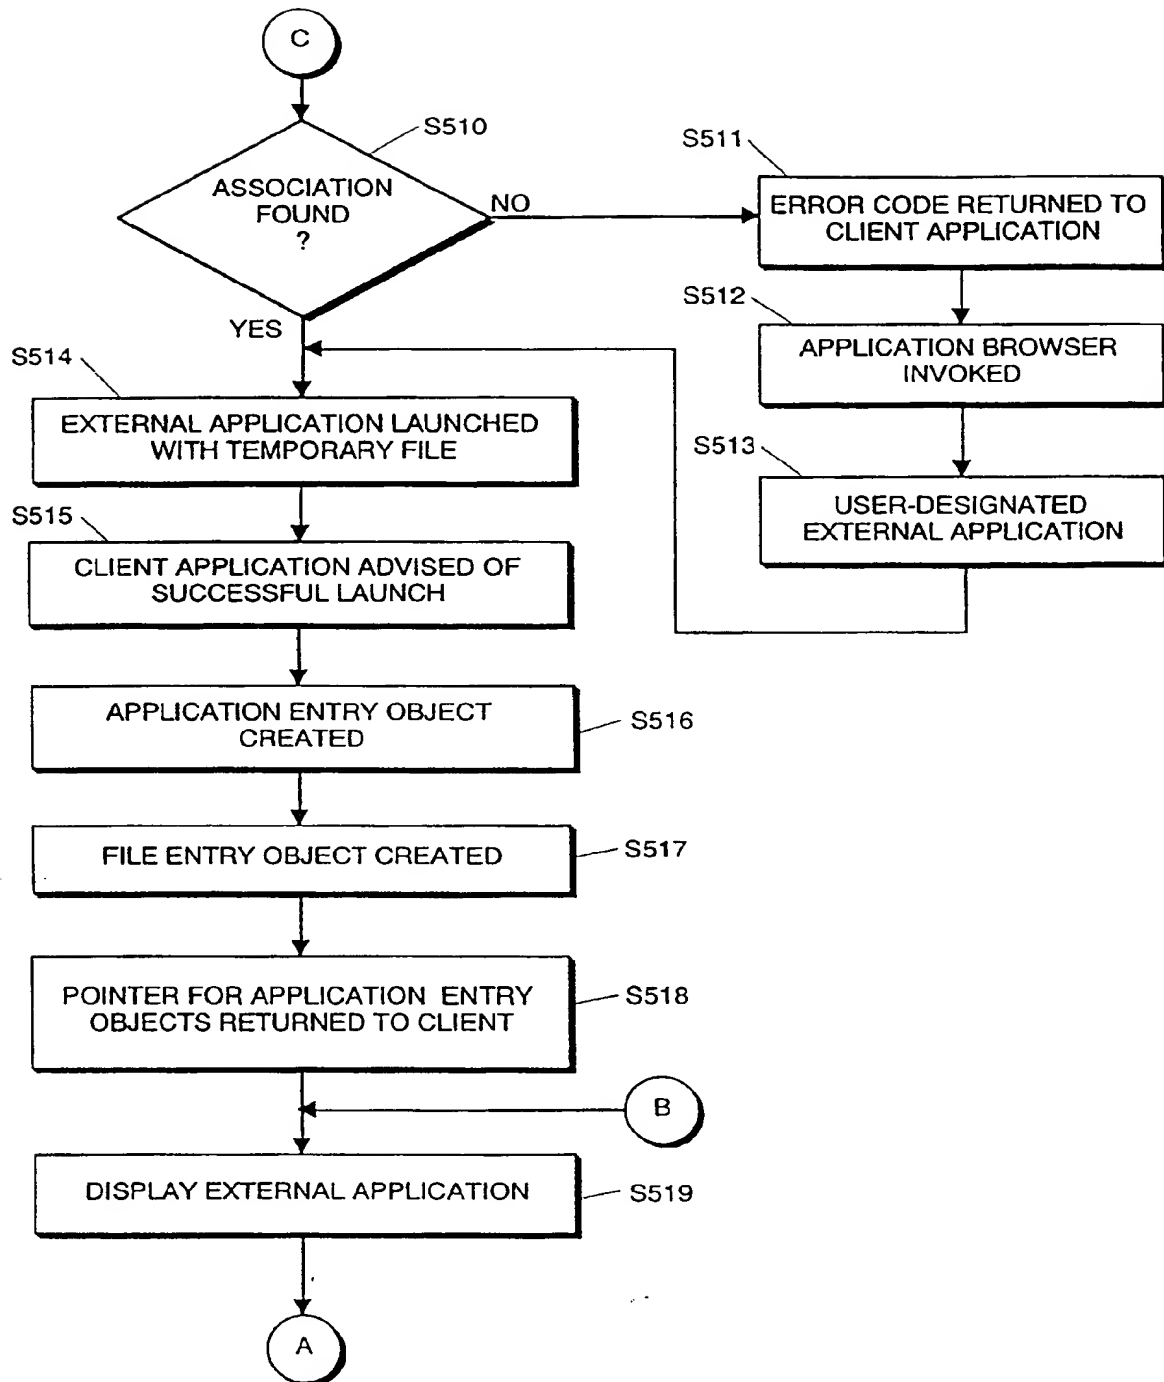 C
S510
ASSOCIATION
FOUND
?
NO
YES
S511
ERROR CODE RETURNED TO
CLIENT APPLICATION
S512
APPLICATION BROWSER
INVOKED
S513
USER-DESIGNATED
EXTERNAL APPLICATION
S514
EXTERNAL APPLICATION LAUNCHED
WITH TEMPORARY FILE
S515
CLIENT APPLICATION ADVISED OF
SUCCESSFUL LAUNCH
APPLICATION ENTRY OBJECT
CREATED
S516
FILE ENTRY OBJECT CREATED
S517
POINTER FOR APPLICATION ENTRY
OBJECTS RETURNED TO CLIENT
S518
B
DISPLAY EXTERNAL APPLICATION
S519
A